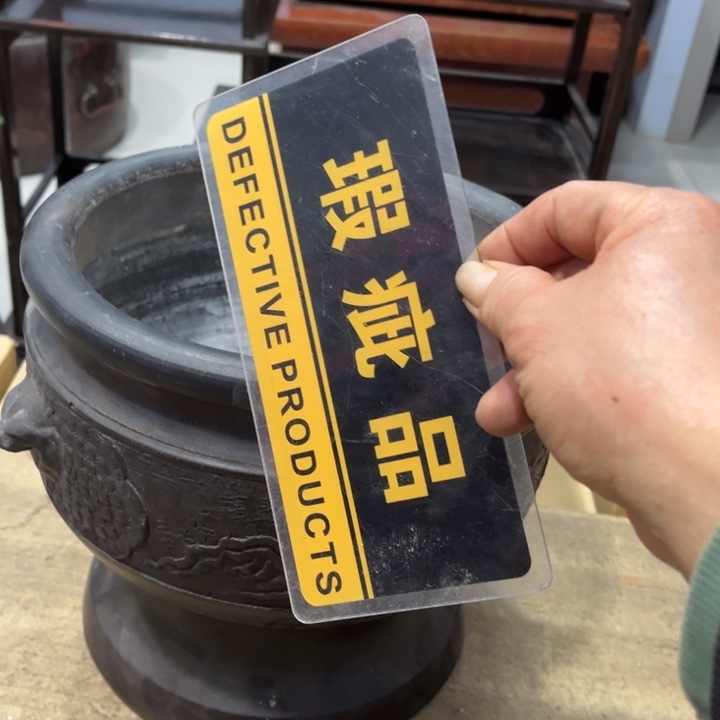 瑕疵品
DEFECTIVE PRODUCTS